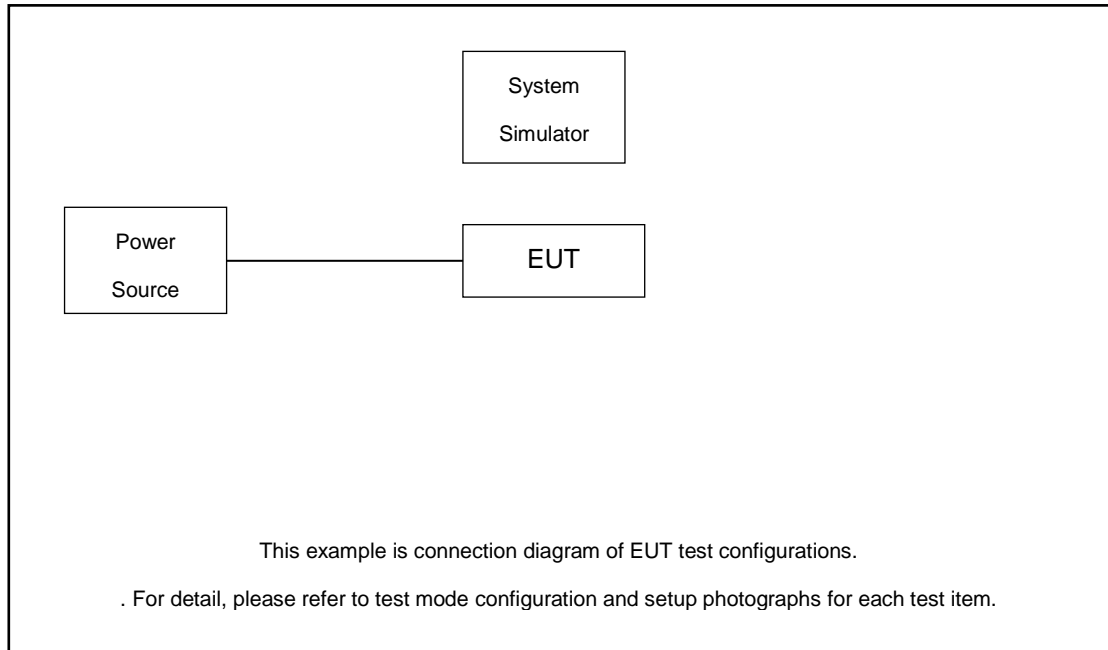 System
Simulator
Power
Source
EUT
This example is connection diagram of EUT test configurations.
. For detail, please refer to test mode configuration and setup photographs for each test item.